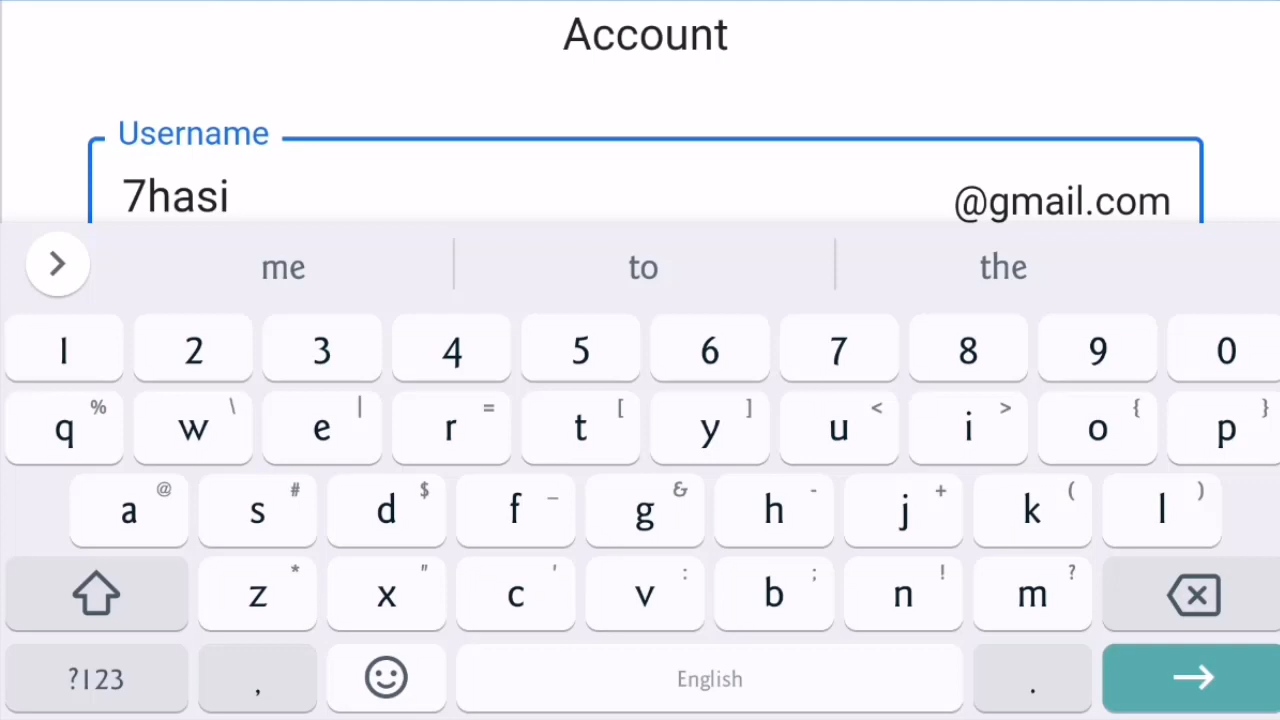 Account
Username
7hasi @gmail.com
me to the
1 2 3 4 5 6 7 8 9 0
q % w \ e | r = t [ y ] u < i > o { p }
a @ s # d $ f _ g & h - j + k ( l )
z * x " c ' v : b ; n ! m ?
?123 , English .